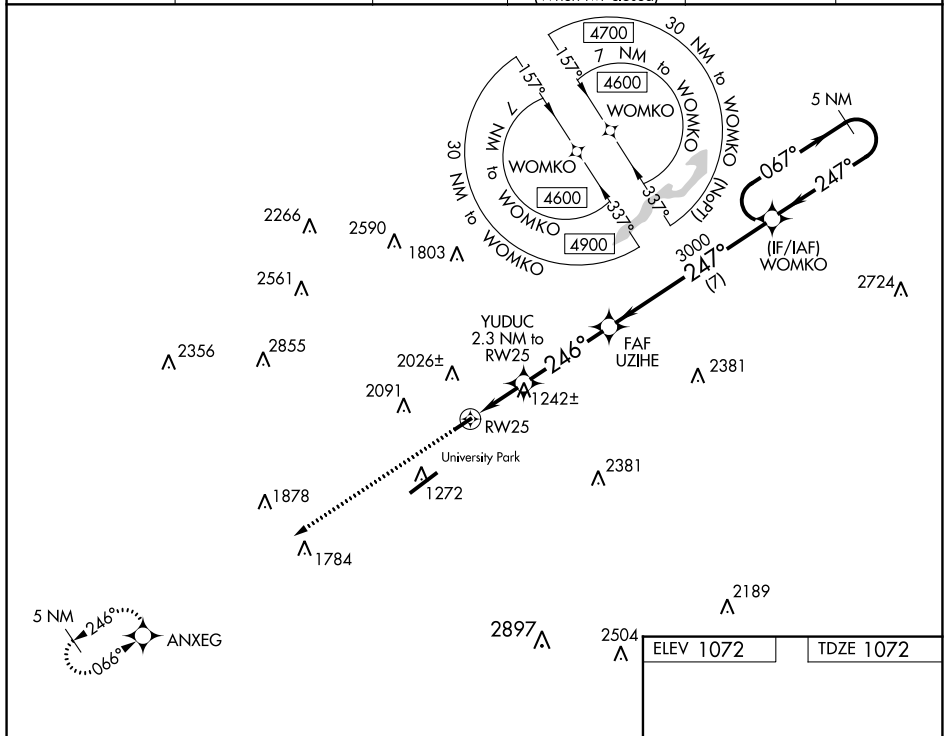 4700
30 NM to WOMKO (NoPT)
157°
7 NM to WOMKO
4600
WOMKO
337°
157°
7 NM to WOMKO
WOMKO
4600
337°
4900
30 NM to WOMKO
5 NM
067°
247°
(IF/IAF)
WOMKO
3000
247°
(7)
2266
2590
1803
2561
2724
YUDUC
2.3 NM to
RW25
246°
FAF
UZIHE
2356
2855
2026±
2381
2091
1242±
RW25
University Park
1272
2381
1878
1784
5 NM
246°
066°
ANXEG
2189
2897
2504
ELEV 1072
TDZE 1072